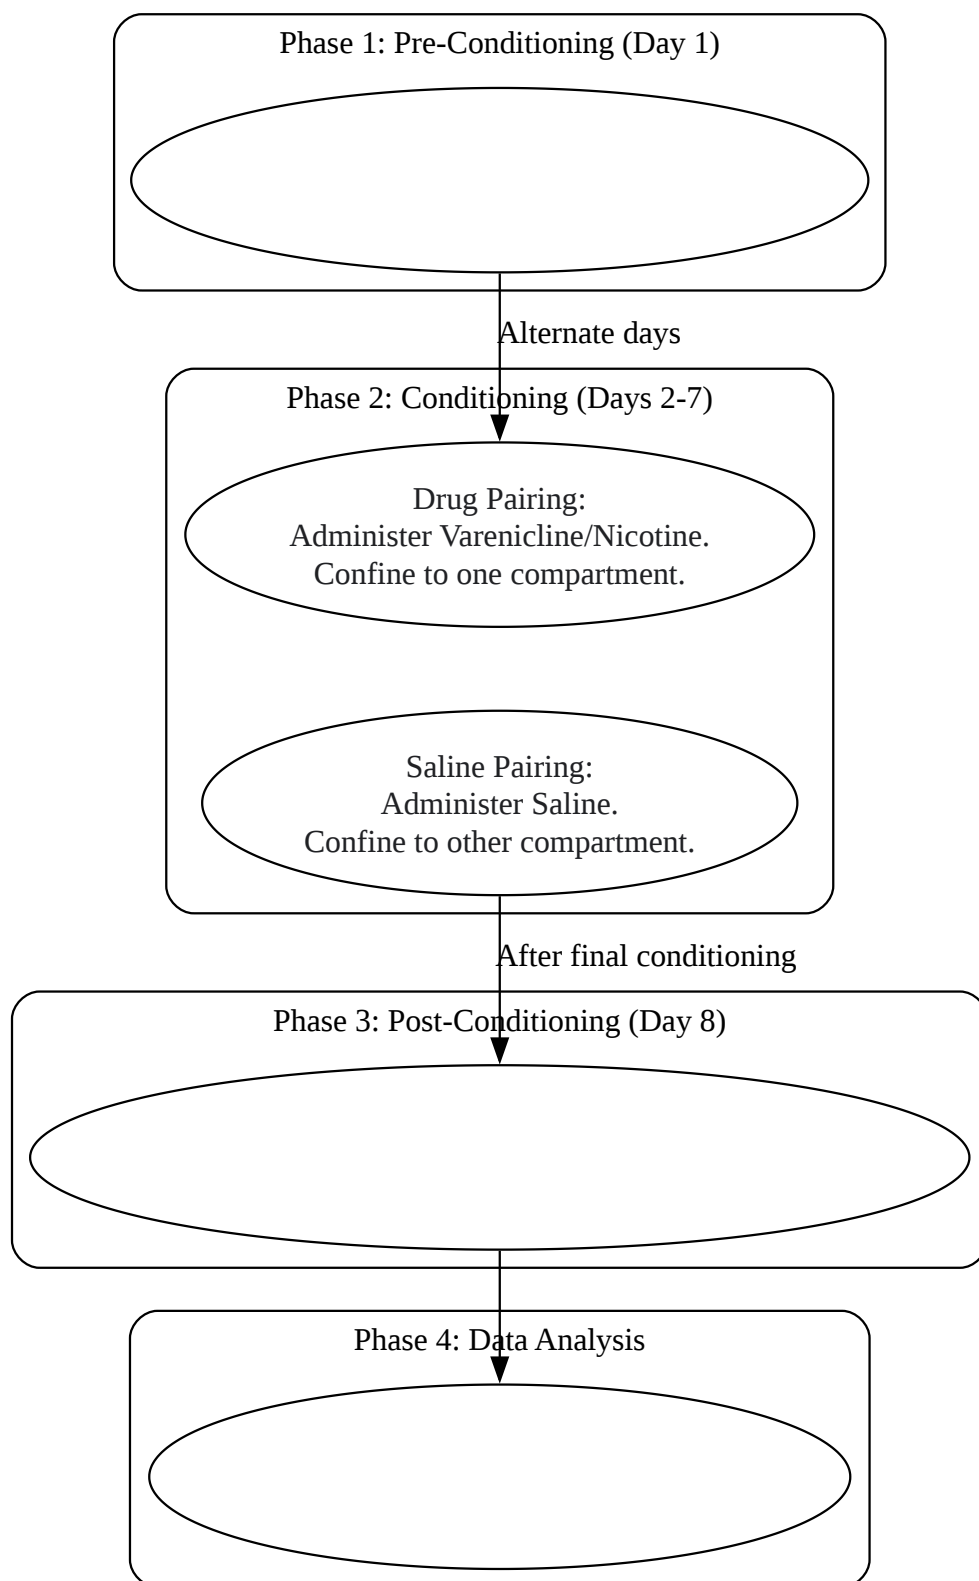 Phase 1: Pre-Conditioning (Day 1)
Alternate days
Phase 2: Conditioning (Days 2-7)
Drug Pairing:
Administer Varenicline/Nicotine.
Confine to one compartment.
Saline Pairing:
Administer Saline.
Confine to other compartment.
After final conditioning
Phase 3: Post-Conditioning (Day 8)
Phase 4: Data Analysis